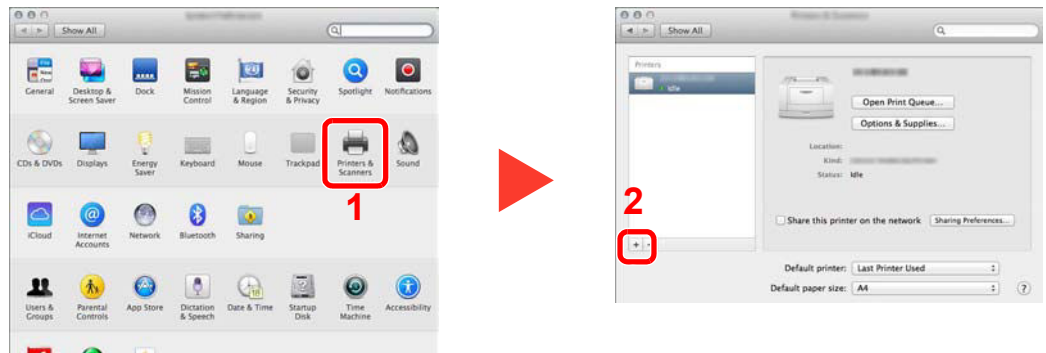 Show All
General
Desktop &
Screen Saver
Dock
Mission
Control
Language
& Region
Security
& Privacy
Spotlight
Notifications
CDs & DVDs
Displays
Energy
Saver
Keyboard
Mouse
Trackpad
Printers &
Scanners
Sound
1
iCloud
Internet
Accounts
Network
Bluetooth
Sharing
Users &
Groups
Parental
Controls
App Store
Dictation
& Speech
Date & Time
Startup
Disk
Time
Machine
Accessibility
Show All
Printers
Idle
Open Print Queue...
Options & Supplies...
Location:
Kind:
Status: Idle
2
Share this printer on the network
Sharing Preferences...
+ -
Default printer: Last Printer Used
Default paper size: A4
?